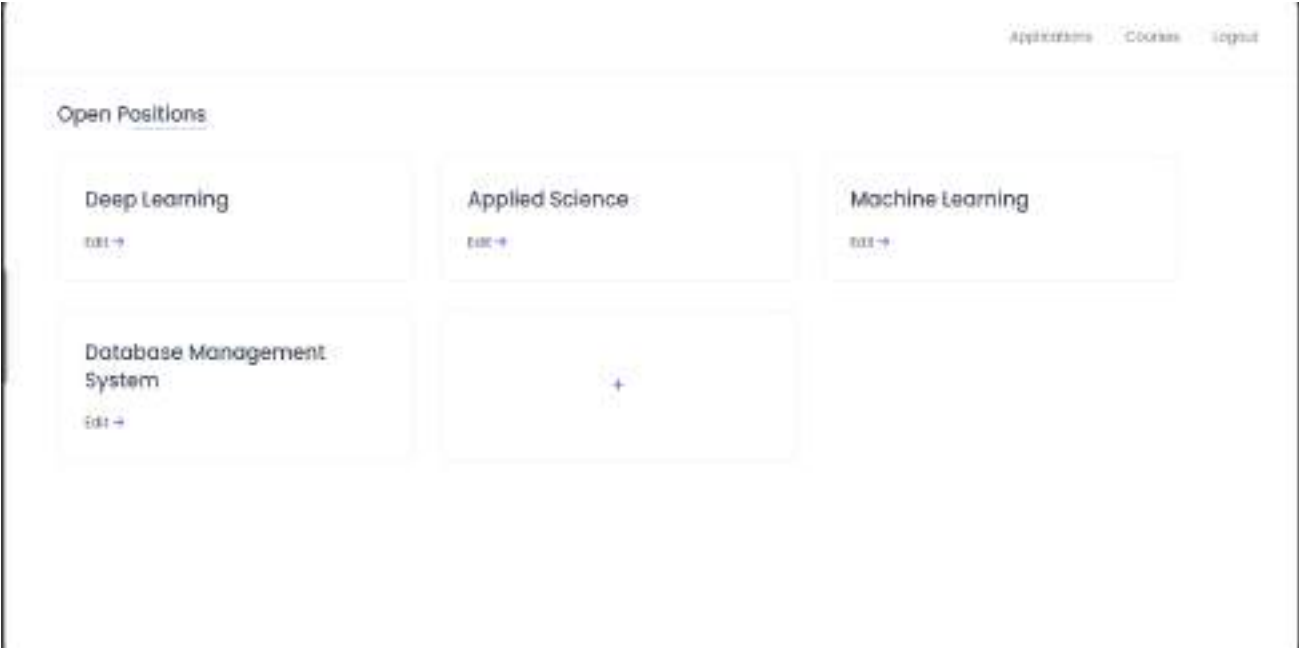 Applications Courses Logout
Open Positions
Deep Learning
Edit →
Applied Science
Edit →
Machine Learning
Edit →
Database Management
System
Edit →
+